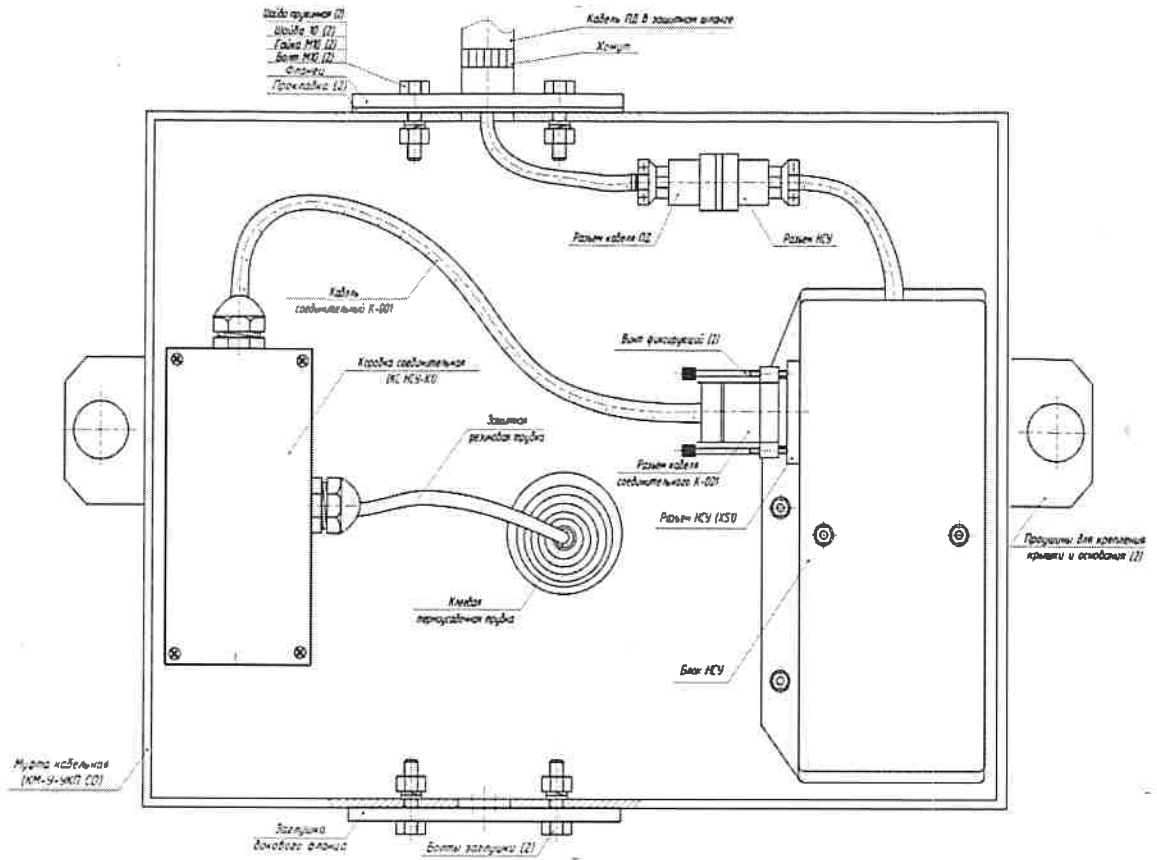 Шайба пружинная (2)
Шайба 10 (2)
Гайка М10 (2)
Болт М10 (2)
Фланец
Прокладка (2)
Кабель ПД в защитном шланге
Хомут
Разъем кабеля ПД
Разъем НСУ
Кабель
соединительный К-001
Винт фиксирующий (2)
Коробка соединительная
(КС НСУ-К1)
Защитная
резиновая трубка
Разъем кабеля
соединительного К-001
Разъем НСУ (XS1)
Проушины для крепления
крышки и основания (2)
Клеевая
термоусадочная трубка
Блок НСУ
Муфта кабельная
(КМ-У-УКП СО)
Заглушка
бокового фланца
Болты заглушки (2)